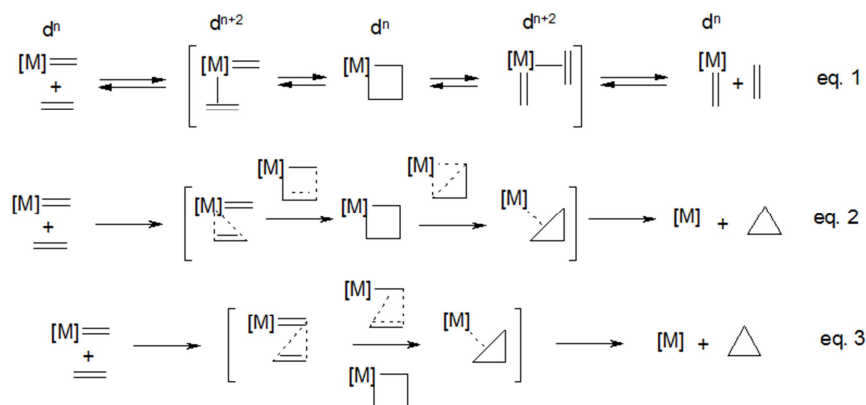 dⁿ dⁿ⁺² dⁿ dⁿ⁺² dⁿ
[M] + [M] [M] [M] [M] + eq. 1
[M] [M]
[M] + [M] [M] [M] [M] + eq. 2
[M]
[M] + [M] [M] [M] + eq. 3
[M]